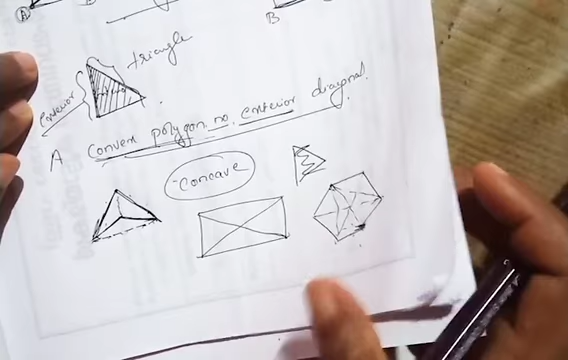 A
B
triangle
exterior
A convex polygon no exterior diagonal.
concave